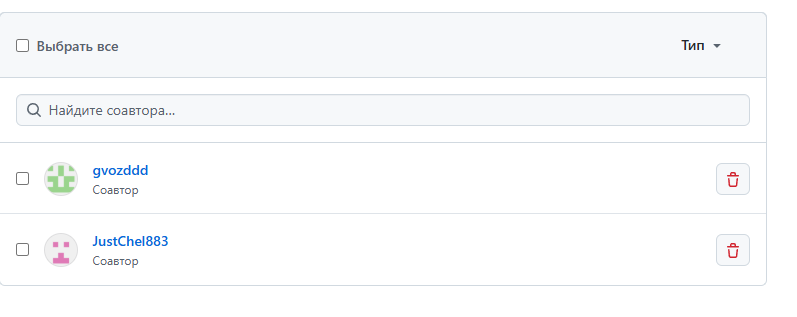 Выбрать все
Тип
Найдите соавтора...
gvozddd
Соавтор
JustChel883
Соавтор